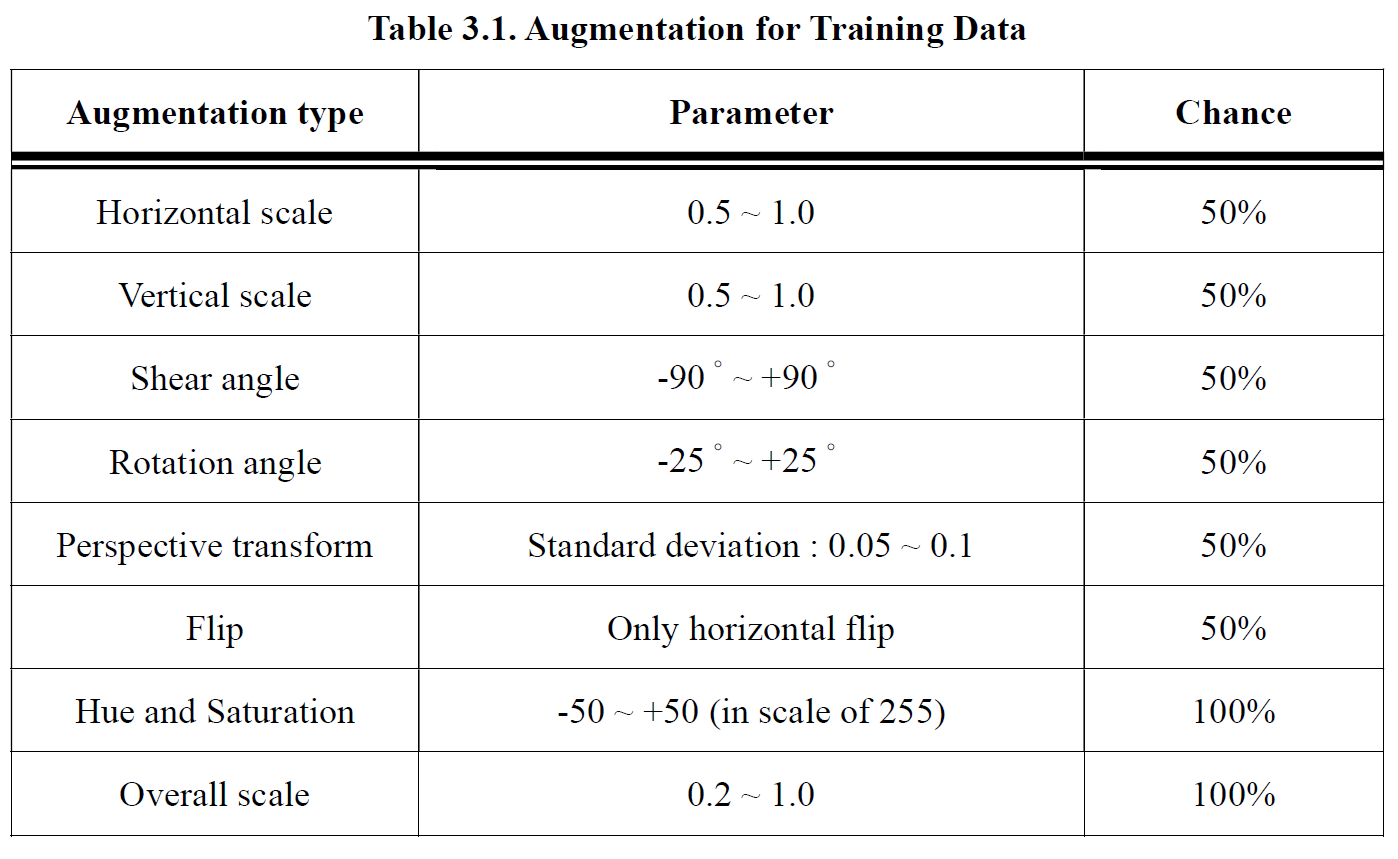 Table 3.1. Augmentation for Training Data
Augmentation type Parameter Chance
Horizontal scale 0.5 ~ 1.0 50%
Vertical scale 0.5 ~ 1.0 50%
Shear angle -90˚ ~ +90˚ 50%
Rotation angle -25˚ ~ +25˚ 50%
Perspective transform Standard deviation : 0.05 ~ 0.1 50%
Flip Only horizontal flip 50%
Hue and Saturation -50 ~ +50 (in scale of 255) 100%
Overall scale 0.2 ~ 1.0 100%